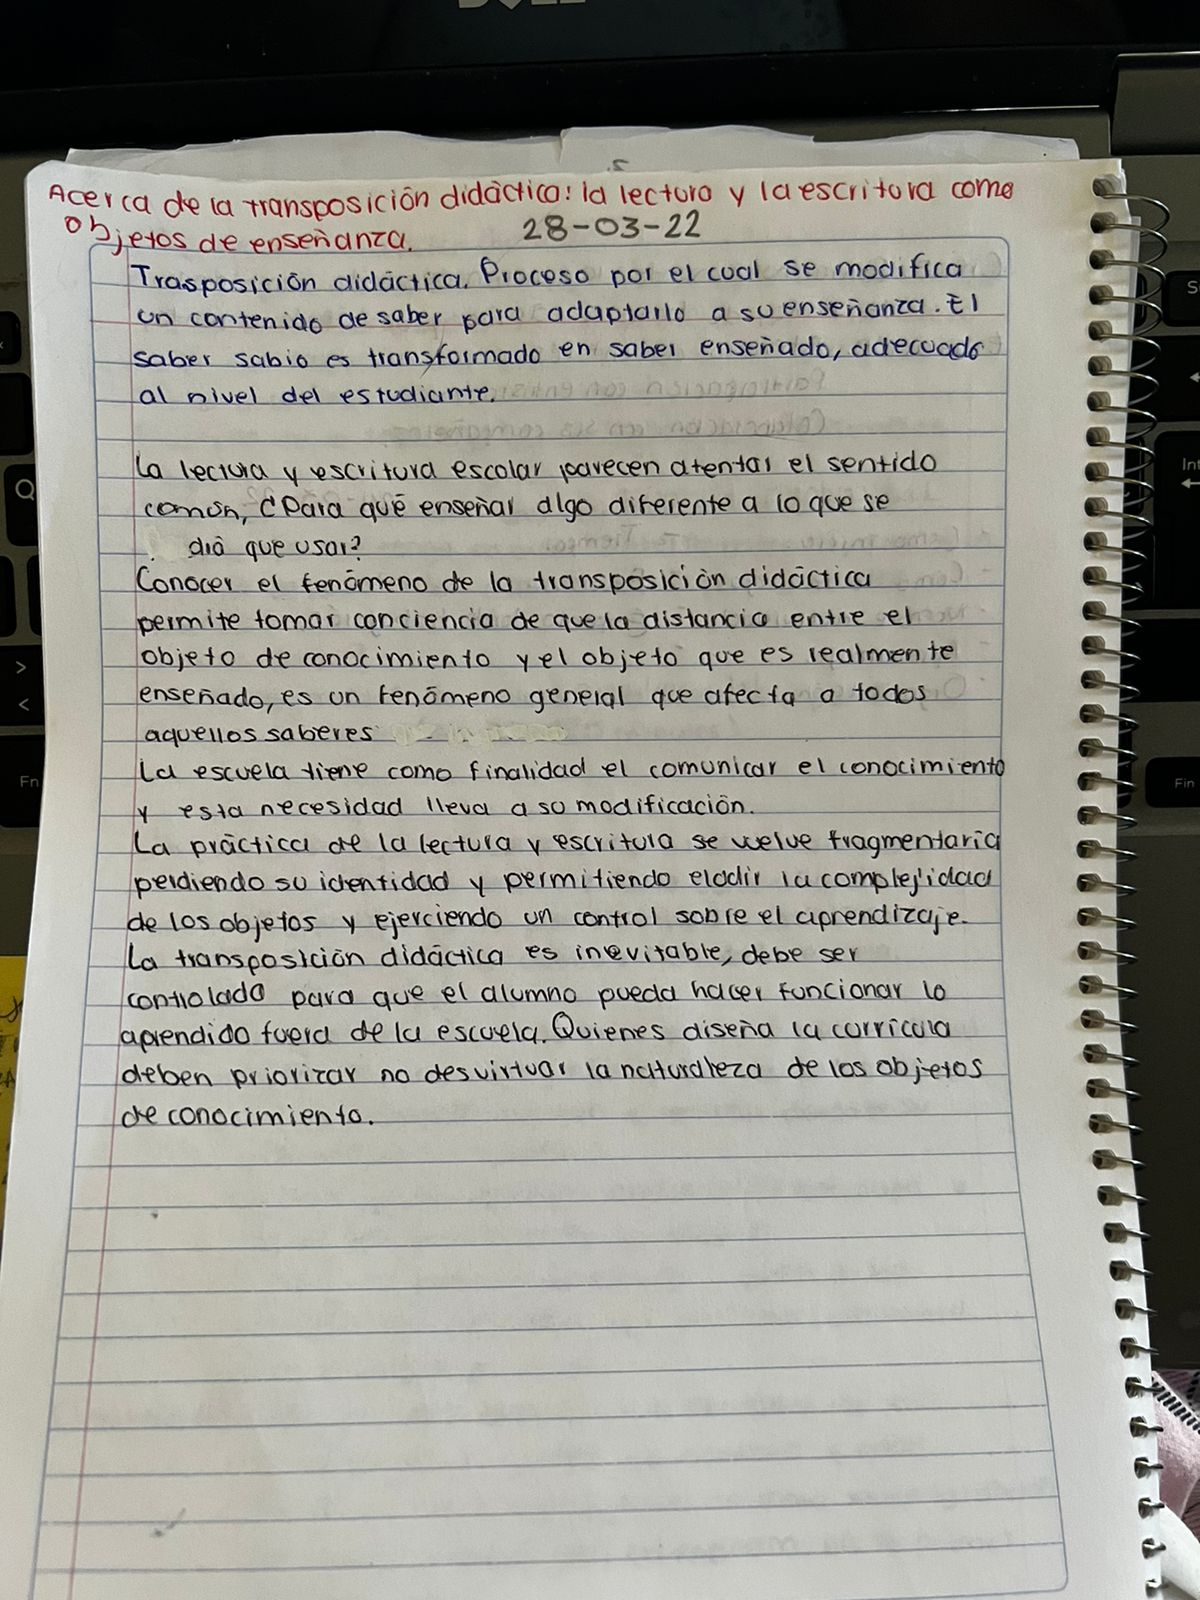 Acerca de la transposición didáctica: la lectura y la escritura como
objetos de enseñanza.
28-03-22
Trasposición didáctica. Proceso por el cual se modifica
un contenido de saber para adaptarlo a su enseñanza. El
saber sabio es transformado en saber enseñado, adecuado
al nivel del estudiante.
La lectura y escritura escolar parecen atentar el sentido
común, ¿Para qué enseñar algo diferente a lo que se
drá que usar?
Conocer el fenómeno de la transposición didáctica
permite tomar conciencia de que la distancia entre el
objeto de conocimiento y el objeto que es realmente
enseñado, es un fenómeno general que afecta a todos
aquellos saberes
La escuela tiene como finalidad el comunicar el conocimiento
y esta necesidad lleva a su modificación.
La práctica de la lectura y escritura se vuelve fragmentaria
perdiendo su identidad y permitiendo eladir la complejidad
de los objetos y ejerciendo un control sobre el aprendizaje.
La transposición didáctica es inevitable, debe ser
controlada para que el alumno pueda hacer funcionar lo
aprendido fuera de la escuela. Quienes diseña la currícula
deben priorizar no desvirtuar la naturaleza de los objetos
de conocimiento.
Q
>
<
Fn
Fin